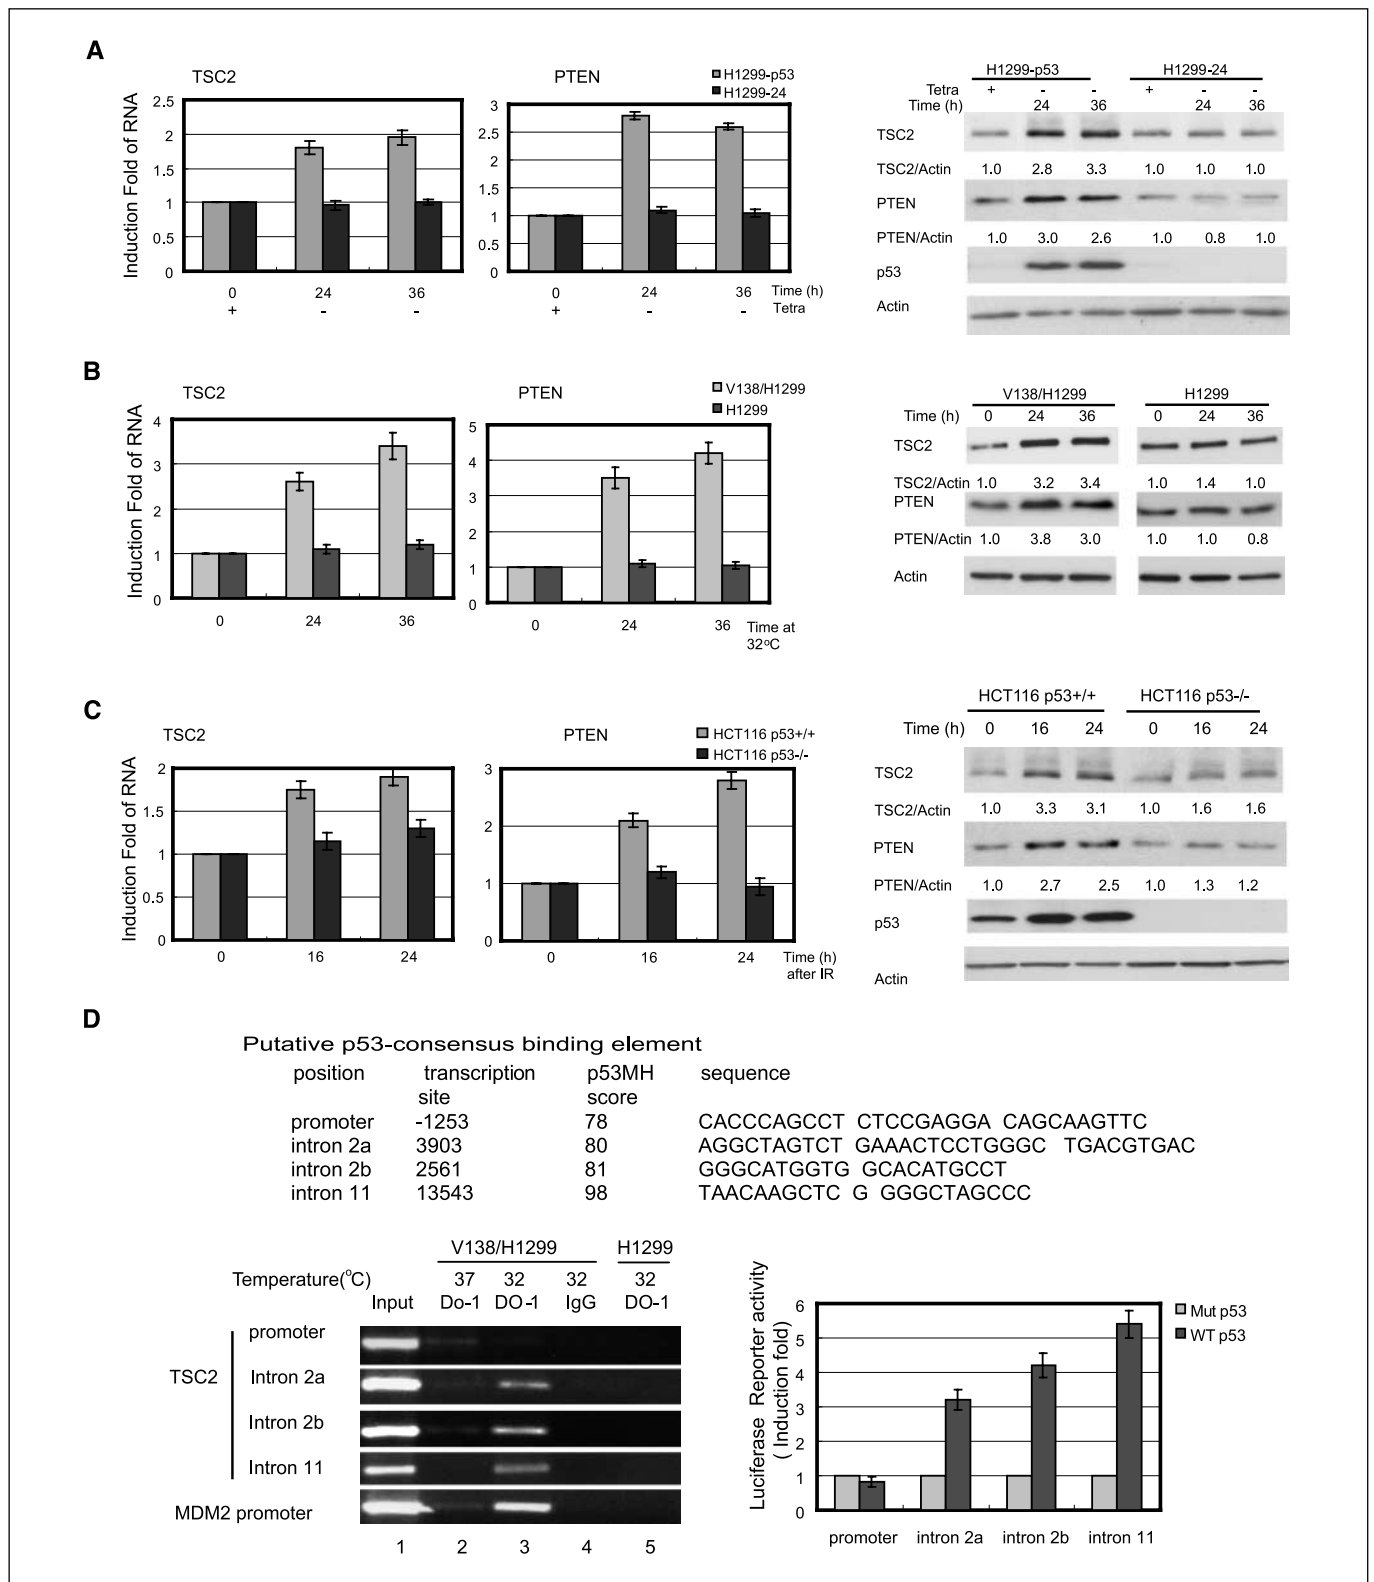 A
TSC2
PTEN
H1299-p53
H1299-24
Induction Fold of RNA
2.5
2
1.5
1
0.5
0
3
2.5
2
1.5
1
0.5
0
0 24 36
+ - -
0 24 36 Time (h)
+ - - Tetra
H1299-p53 H1299-24
Tetra + - - + - -
Time (h) 24 36 24 36
TSC2
TSC2/Actin 1.0 2.8 3.3 1.0 1.0 1.0
PTEN
PTEN/Actin 1.0 3.0 2.6 1.0 0.8 1.0
p53
Actin
B
TSC2
PTEN
V138/H1299
H1299
Induction Fold of RNA
4
3
2
1
0
5
4
3
2
1
0
0 24 36
0 24 36 Time at
32°C
V138/H1299 H1299
Time (h) 0 24 36 0 24 36
TSC2
TSC2/Actin 1.0 3.2 3.4 1.0 1.4 1.0
PTEN
PTEN/Actin 1.0 3.8 3.0 1.0 1.0 0.8
Actin
C
TSC2
PTEN
HCT116 p53+/+
HCT116 p53-/-
Induction Fold of RNA
2
1.5
1
0.5
0
3
2
1
0
0 16 24
0 16 24 Time (h)
after IR
HCT116 p53+/+ HCT116 p53-/-
Time (h) 0 16 24 0 16 24
TSC2
TSC2/Actin 1.0 3.3 3.1 1.0 1.6 1.6
PTEN
PTEN/Actin 1.0 2.7 2.5 1.0 1.3 1.2
p53
Actin
D
Putative p53-consensus binding element
position transcription p53MH sequence
site score
promoter -1253 78 CACCCAGCCT CTCCGAGGA CAGCAAGTTC
intron 2a 3903 80 AGGCTAGTCT GAAACTCCTGGGC TGACGTGAC
intron 2b 2561 81 GGGCATGGTG GCACATGCCT
intron 11 13543 98 TAACAAGCTC G GGGCTAGCCC
V138/H1299 H1299
Temperature(°C) 37 32 32 32
Input Do-1 DO-1 IgG DO-1
TSC2
promoter
Intron 2a
Intron 2b
Intron 11
MDM2 promoter
1 2 3 4 5
Luciferase Reporter activity
( Induction fold)
6
5
4
3
2
1
0
Mut p53
WT p53
promoter intron 2a intron 2b intron 11